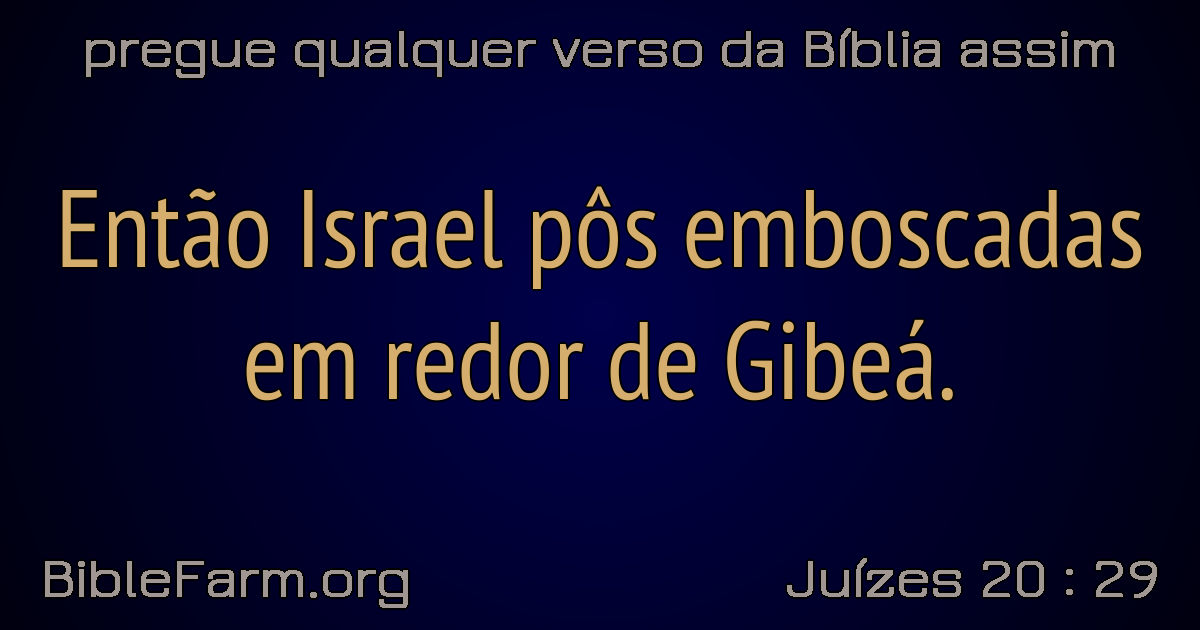 pregue qualquer verso da Bíblia assim
Então Israel pôs emboscadas
em redor de Gibeá.
BibleFarm.org
Juízes 20 : 29